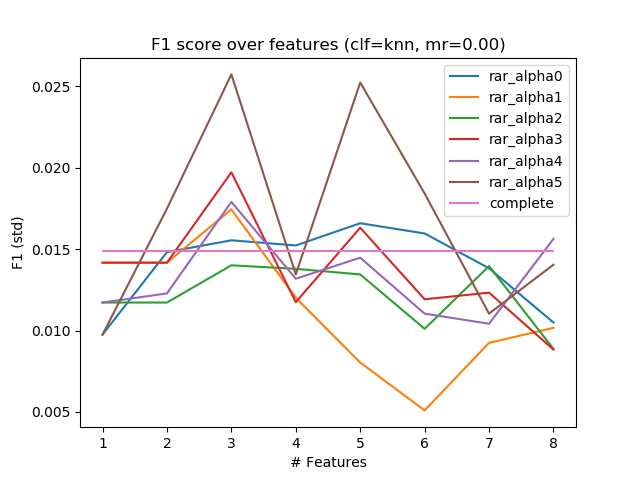 F1 score over features (clf=knn, mr=0.00)
0.025
0.020
0.015
0.010
0.005
F1 (std)
rar_alpha0
rar_alpha1
rar_alpha2
rar_alpha3
rar_alpha4
rar_alpha5
complete
1 2 3 4 5 6 7 8
# Features